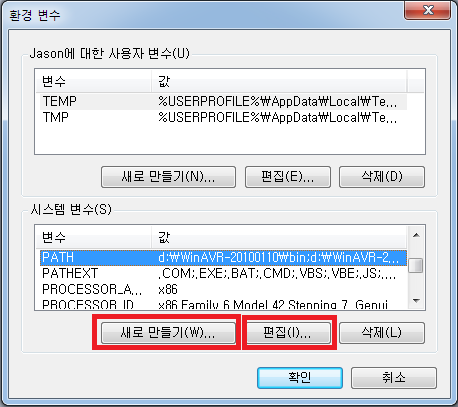 환경 변수
Jason에 대한 사용자 변수(U)
변수 값
TEMP %USERPROFILE%₩AppData₩Local₩Te...
TMP %USERPROFILE%₩AppData₩Local₩Te...
새로 만들기(N)... 편집(E)... 삭제(D)
시스템 변수(S)
변수 값
PATH d:₩WinAVR-20100110₩bin;d:₩WinAVR-2...
PATHEXT .COM;.EXE;.BAT;.CMD;.VBS;.VBE;.JS;...
PROCESSOR_A... x86
PROCESSOR_ID x86 Family 6 Model 42 Stepping 7, Genui
새로 만들기(W)... 편집(I)... 삭제(L)
확인 취소